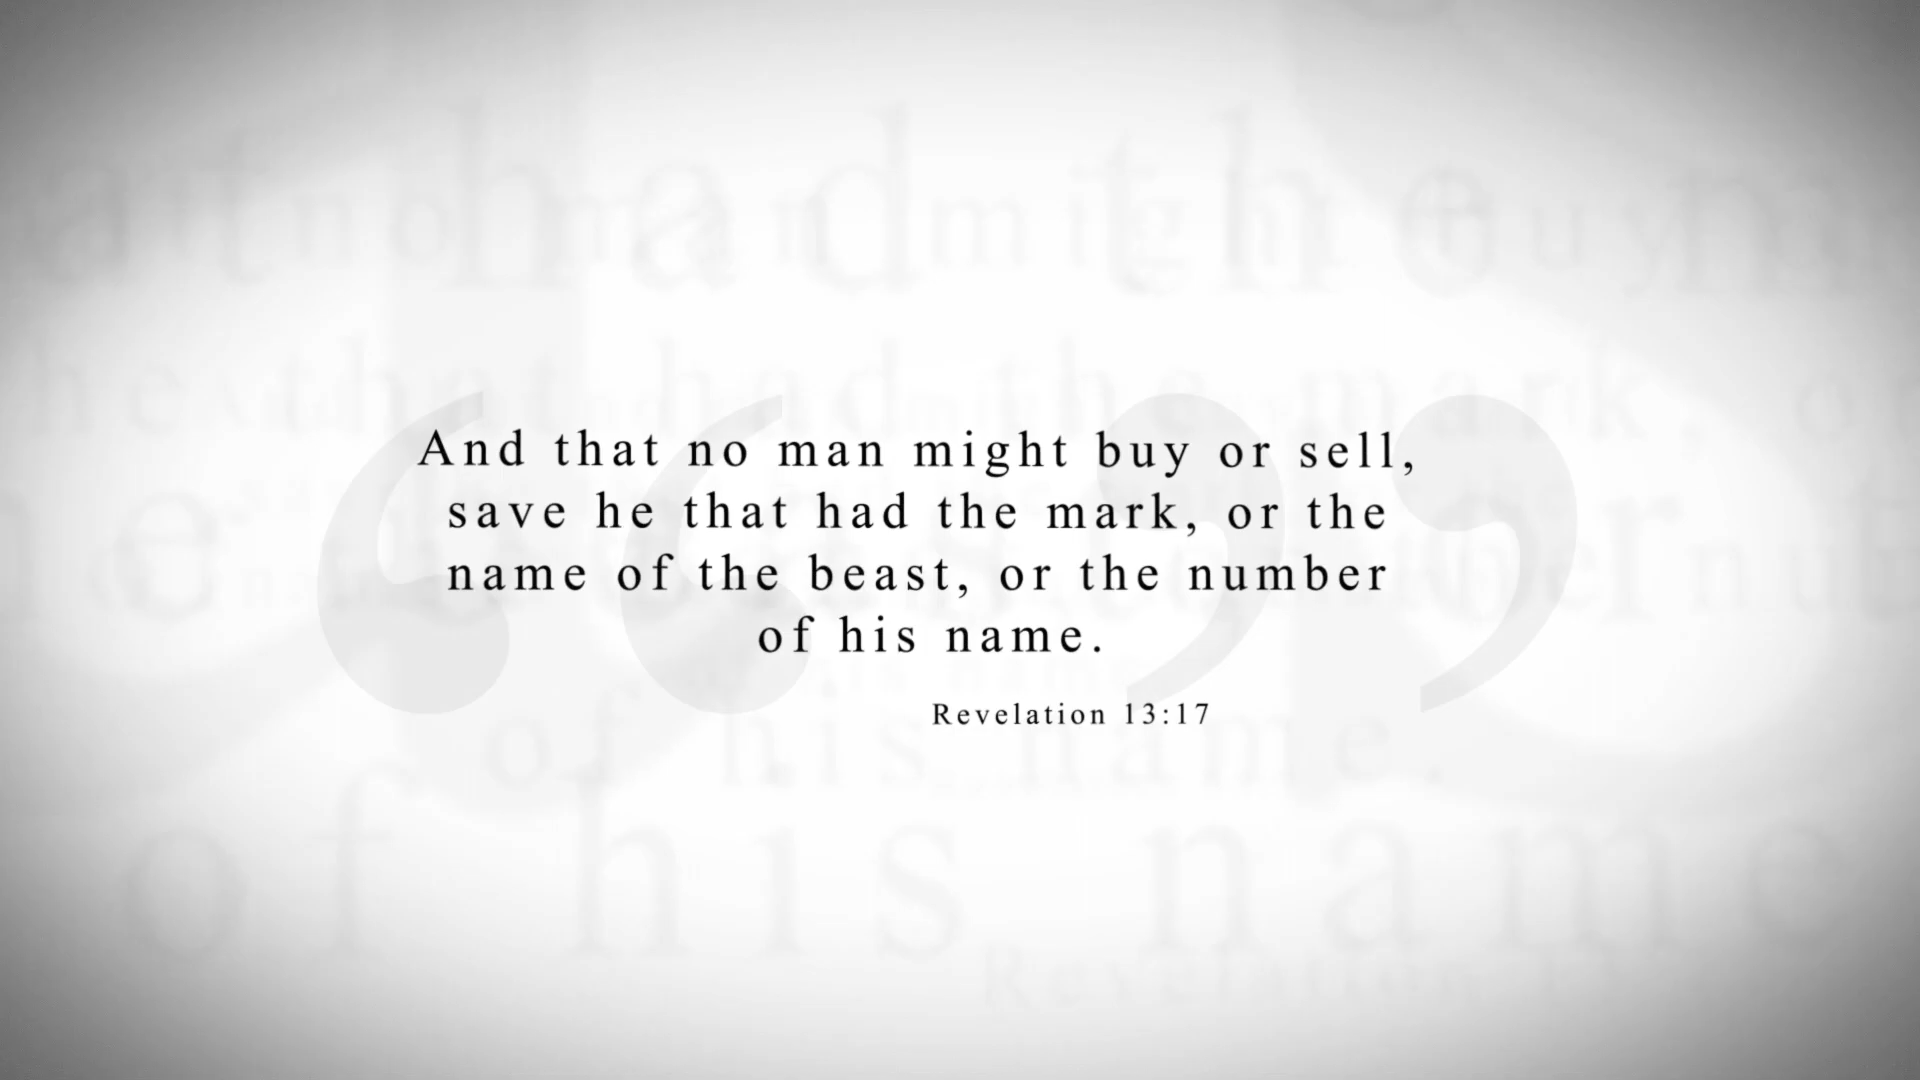 And that no man might buy or sell,
save he that had the mark, or the
name of the beast, or the number
of his name.
Revelation 13:17